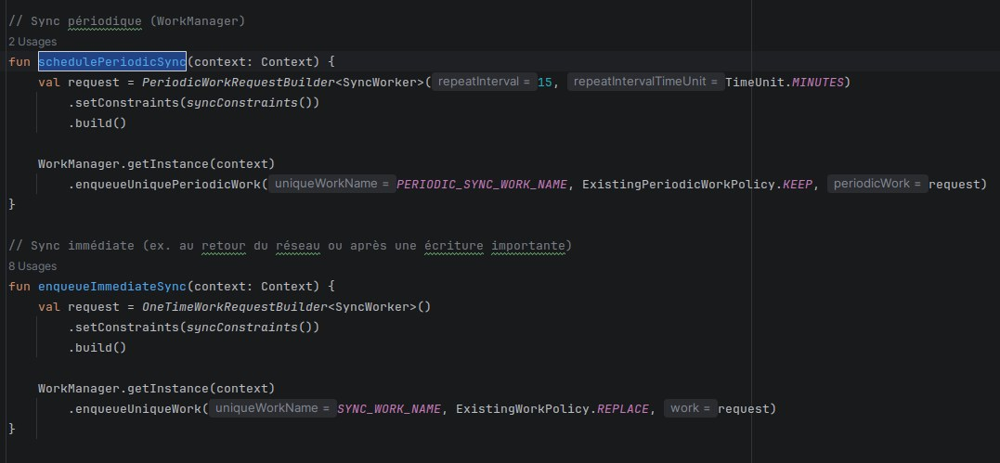 // Sync périodique (WorkManager)
2 Usages
fun schedulePeriodicSync(context: Context) {
    val request = PeriodicWorkRequestBuilder<SyncWorker>( repeatInterval = 15, repeatIntervalTimeUnit = TimeUnit.MINUTES)
        .setConstraints(syncConstraints())
        .build()

    WorkManager.getInstance(context)
        .enqueueUniquePeriodicWork( uniqueWorkName = PERIODIC_SYNC_WORK_NAME, ExistingPeriodicWorkPolicy.KEEP, periodicWork = request)
}

// Sync immédiate (ex. au retour du réseau ou après une écriture importante)
8 Usages
fun enqueueImmediateSync(context: Context) {
    val request = OneTimeWorkRequestBuilder<SyncWorker>()
        .setConstraints(syncConstraints())
        .build()

    WorkManager.getInstance(context)
        .enqueueUniqueWork( uniqueWorkName = SYNC_WORK_NAME, ExistingWorkPolicy.REPLACE, work = request)
}